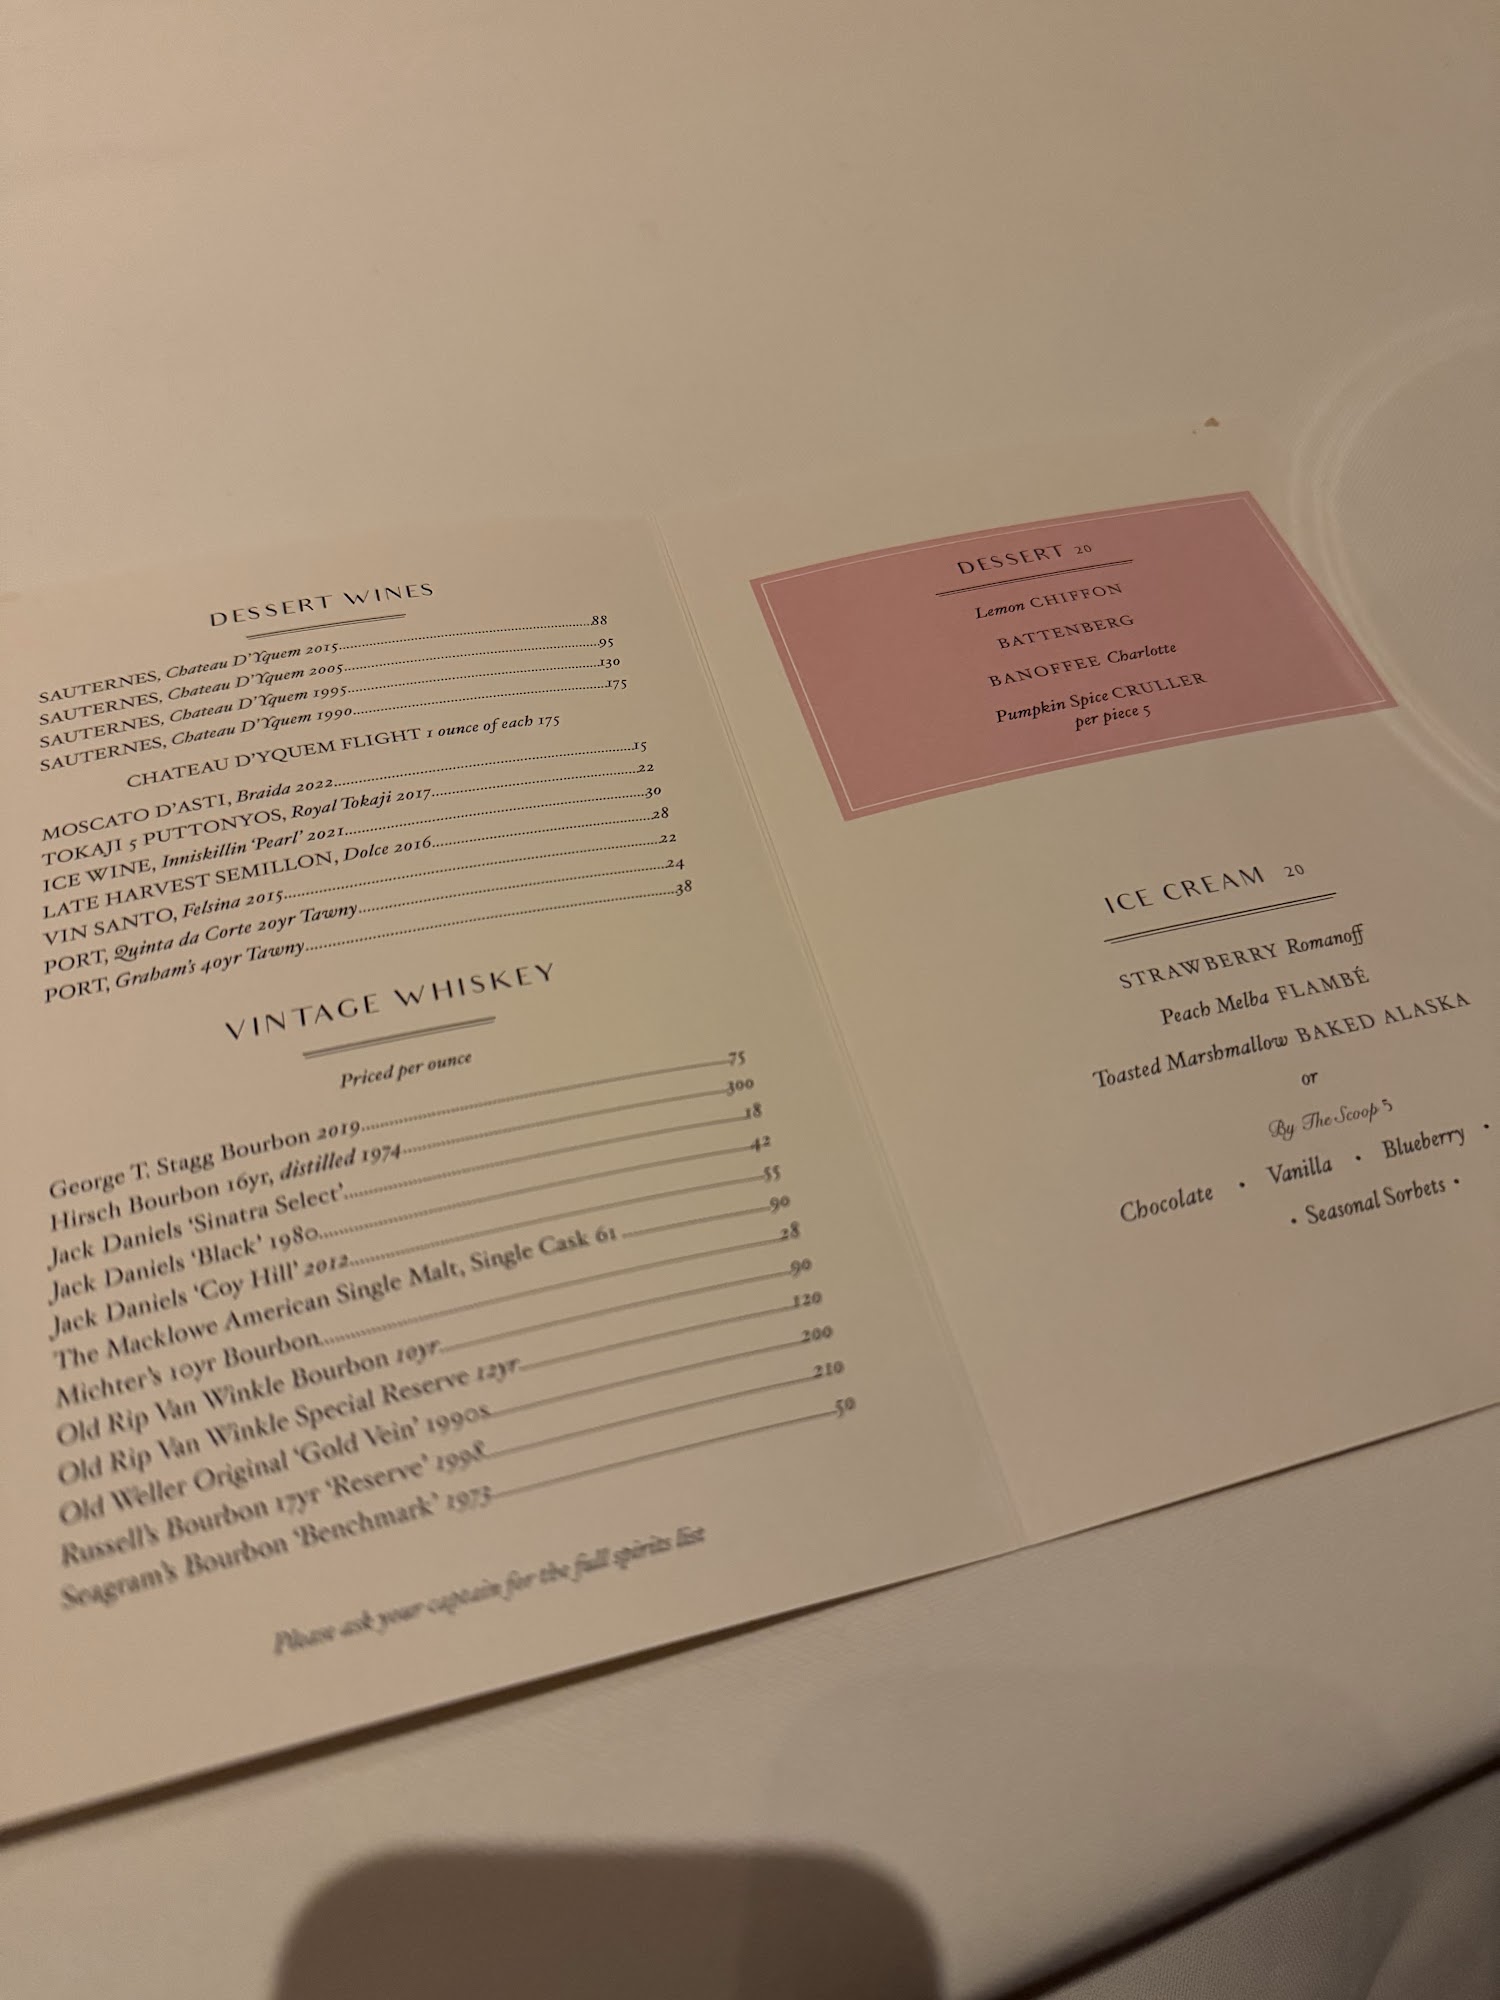 DESSERT WINES
SAUTERNES, Chateau D'Yquem 2015 88
SAUTERNES, Chateau D'Yquem 2005 95
SAUTERNES, Chateau D'Yquem 1995 130
SAUTERNES, Chateau D'Yquem 1990 175
CHATEAU D'YQUEM FLIGHT 1 ounce of each 175
MOSCATO D'ASTI, Braida 2022 15
TOKAJI 5 PUTTONYOS, Royal Tokaji 2017 22
ICE WINE, Inniskillin 'Pearl' 2021 30
LATE HARVEST SEMILLON, Dolce 2016 28
VIN SANTO, Felsina 2015 22
PORT, Quinta da Corte 20yr Tawny 24
PORT, Graham's 40yr Tawny 38
VINTAGE WHISKEY
Priced per ounce
George T. Stagg Bourbon 2019 75
Hirsch Bourbon 16yr, distilled 1974 300
Jack Daniels 'Sinatra Select' 18
Jack Daniels 'Black' 1980 42
Jack Daniels 'Coy Hill' 2012 55
The Macklowe American Single Malt, Single Cask 61 90
Michter's 10yr Bourbon 28
Old Rip Van Winkle Bourbon 10yr 90
Old Rip Van Winkle Special Reserve 12yr 120
Old Weller Original 'Gold Vein' 1990s 200
Russell's Bourbon 17yr 'Reserve' 1998 210
Seagram's Bourbon 'Benchmark' 1973 50
Please ask your captain for the full spirits list
DESSERT 20
Lemon CHIFFON
BATTENBERG
BANOFFEE Charlotte
Pumpkin Spice CRULLER
per piece 5
ICE CREAM 20
STRAWBERRY Romanoff
Peach Melba FLAMBÉ
Toasted Marshmallow BAKED ALASKA
or
By The Scoop 5
Chocolate • Vanilla • Blueberry •
• Seasonal Sorbets •